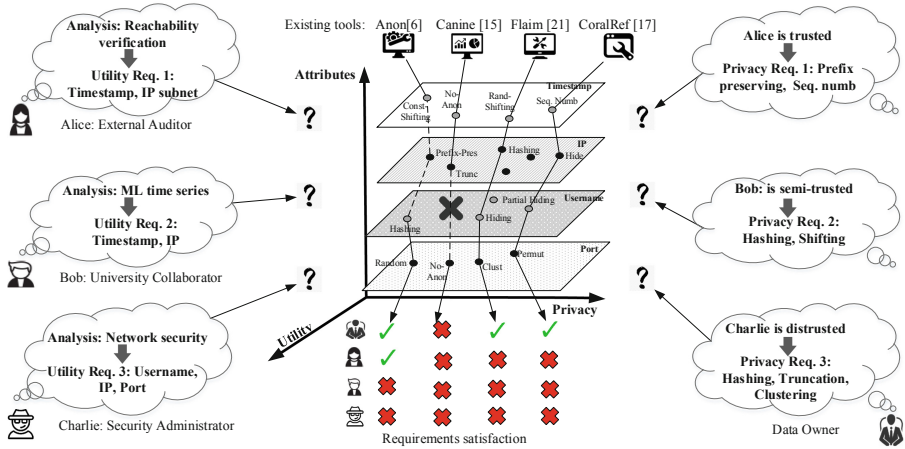 Existing tools: Anon[6] Canine [15] Flaim [21] CoralRef [17]
Analysis: Reachability
verification
Utility Req. 1:
Timestamp, IP subnet
Alice: External Auditor
?
Analysis: ML time series
Utility Req. 2:
Timestamp, IP
Bob: University Collaborator
?
Analysis: Network security
Utility Req. 3: Username,
IP, Port
Charlie: Security Administrator
?
Attributes
Timestamp
Const-
Shifting
No-
Anon
Rand-
Shifting
Seq. Numb
IP
Prefix-Pres
Trunc
Hashing
Hide
Username
Hashing
Hiding
Partial Hiding
Port
Random
No-
Anon
Clust
Permut
Privacy
Utility
Requirements satisfaction
Alice is trusted
Privacy Req. 1: Prefix
preserving, Seq. numb
?
Bob: is semi-trusted
Privacy Req. 2:
Hashing, Shifting
?
Charlie is distrusted
Privacy Req. 3:
Hashing, Truncation,
Clustering
?
Data Owner